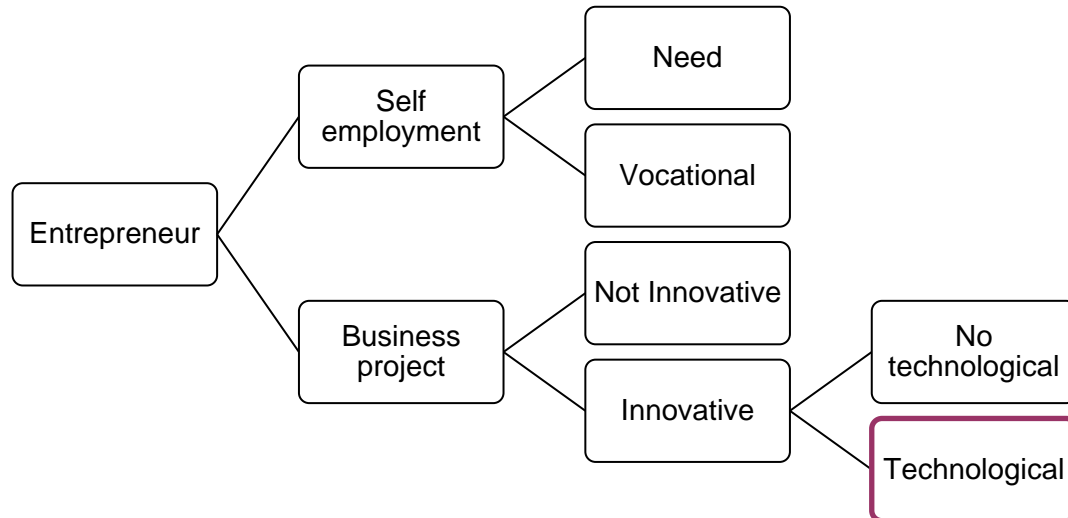 Need
Self
employment
Vocational
Entrepreneur
Not Innovative
Business
project
No
technological
Innovative
Technological